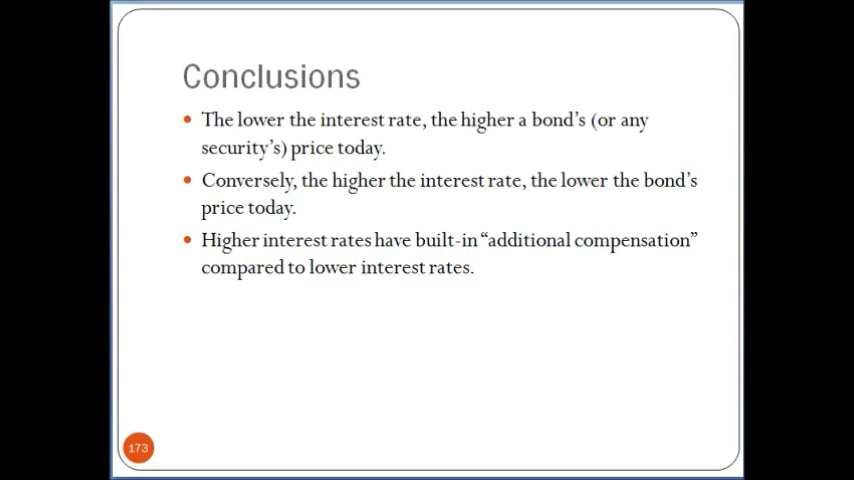 Conclusions
The lower the interest rate, the higher a bond's (or any
security's) price today.
Conversely, the higher the interest rate, the lower the bond's
price today.
Higher interest rates have built-in “additional compensation”
compared to lower interest rates.
173